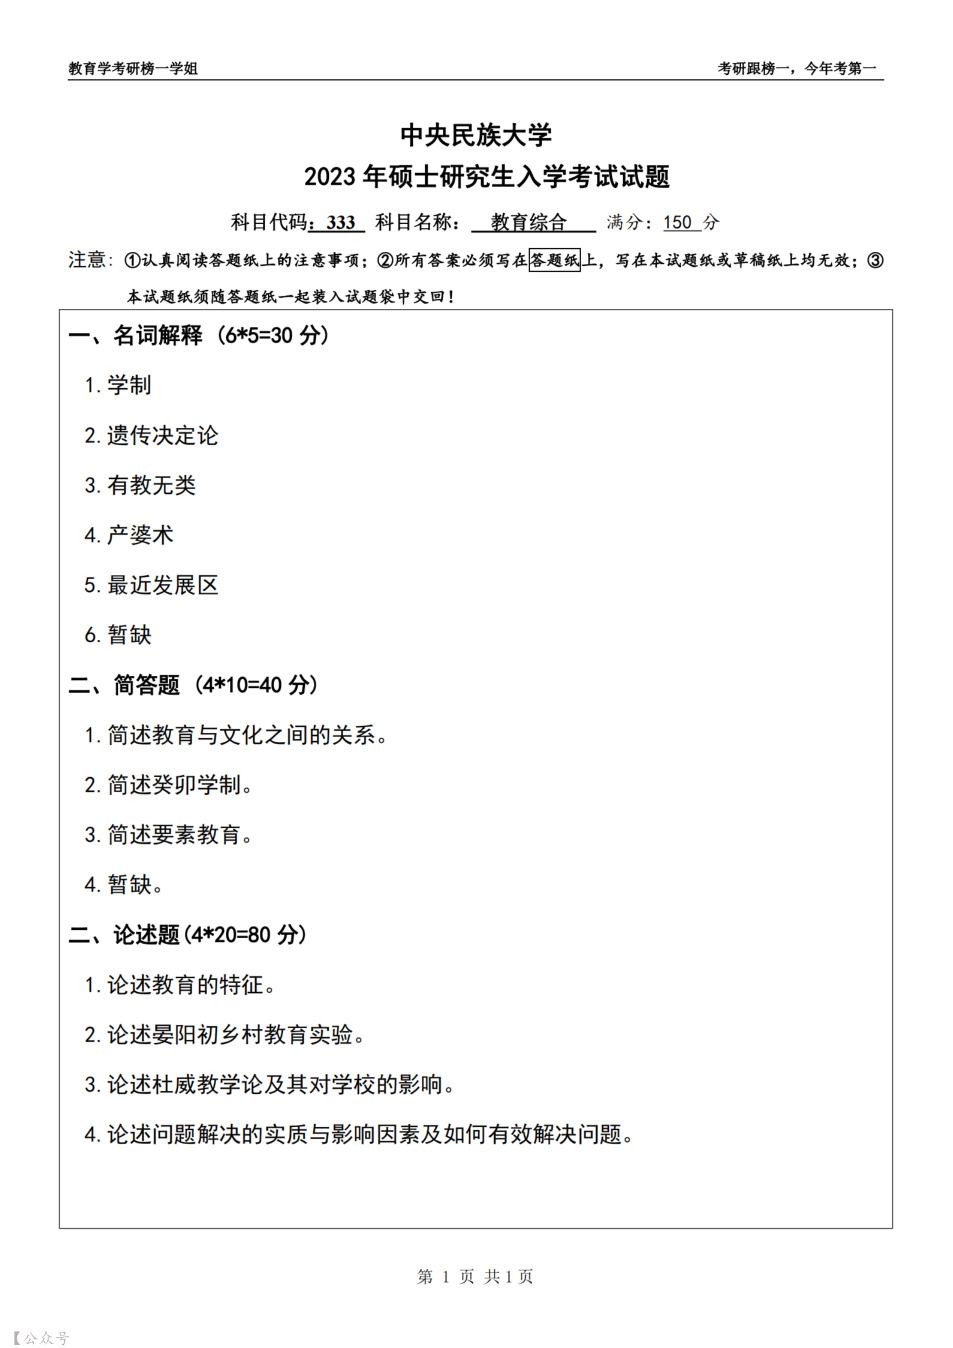 教育学考研榜一学姐 考研跟榜一，今年考第一
中央民族大学
2023 年硕士研究生入学考试试题
科目代码：333 科目名称： 教育综合 满分：150 分
注意：①认真阅读答题纸上的注意事项；②所有答案必须写在答题纸上，写在本试题纸或草稿纸上均无效；③
本试题纸须随答题纸一起装入试题袋中交回！
一、名词解释（6*5=30 分）
1.学制
2.遗传决定论
3.有教无类
4.产婆术
5.最近发展区
6.暂缺
二、简答题（4*10=40 分）
1.简述教育与文化之间的关系。
2.简述癸卯学制。
3.简述要素教育。
4.暂缺。
二、论述题(4*20=80 分)
1.论述教育的特征。
2.论述晏阳初乡村教育实验。
3.论述杜威教学论及其对学校的影响。
4.论述问题解决的实质与影响因素及如何有效解决问题。
第 1 页 共 1 页
【公众号